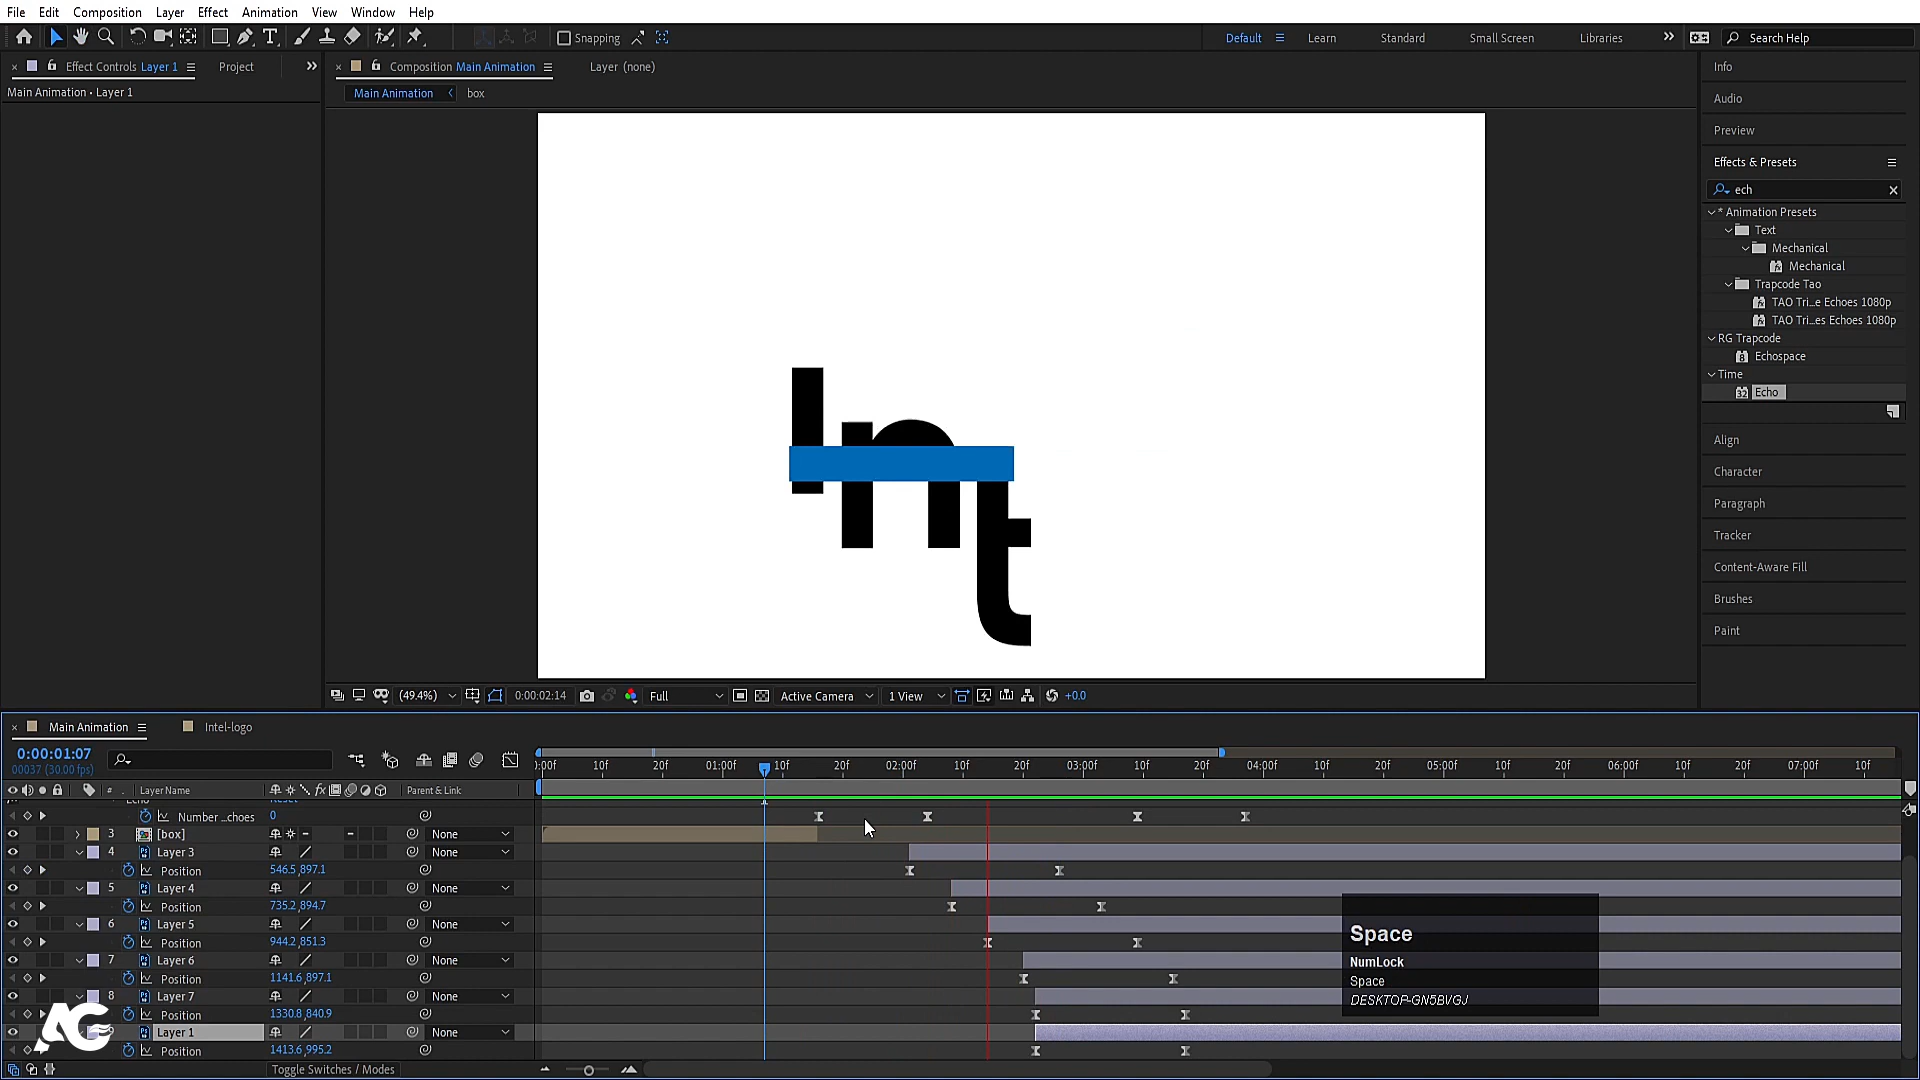 File Edit Composition Layer Effect Animation View Window Help
Snapping Default Learn Standard Small Screen Libraries Search Help
Effect Controls Layer 1 Project Composition Main Animation Layer (none) Info
Main Animation • Layer 1 Main Animation box
Audio
Preview
Effects & Presets
ech
* Animation Presets
Text
Mechanical
Mechanical
Trapcode Tao
TAO Tri...e Echoes 1080p
TAO Tri...es Echoes 1080p
RG Trapcode
Echospace
Time
32 Echo
Align
Character
Paragraph
Tracker
Content-Aware Fill
Brushes
Paint
Int
(49.4%) 0:00:02:14 Full Active Camera 1 View +0.0
Main Animation Intel-logo
0:00:01:07
00037 (30.00 fps)
:00f 10f 20f 01:00f 10f 20f 02:00f 10f 20f 03:00f 10f 20f 04:00f 10f 20f 05:00f 10f 20f 06:00f 10f 20f 07:00f 10f
# Layer Name fx Parent & Link
Echo Reset
Number ...choes 0
3 [box] None
4 Layer 3 None
Position 546.5,897.1
5 Layer 4 None
Position 735.2,894.7
6 Layer 5 None
Position 944.2,851.3
7 Layer 6 None
Position 1141.6,897.1
8 Layer 7 None
Position 1330.8,840.9
9 Layer 1 None
Position 1413.6,995.2
Toggle Switches / Modes
Space
NumLock
Space
DESKTOP-GN5BVGJ
AG